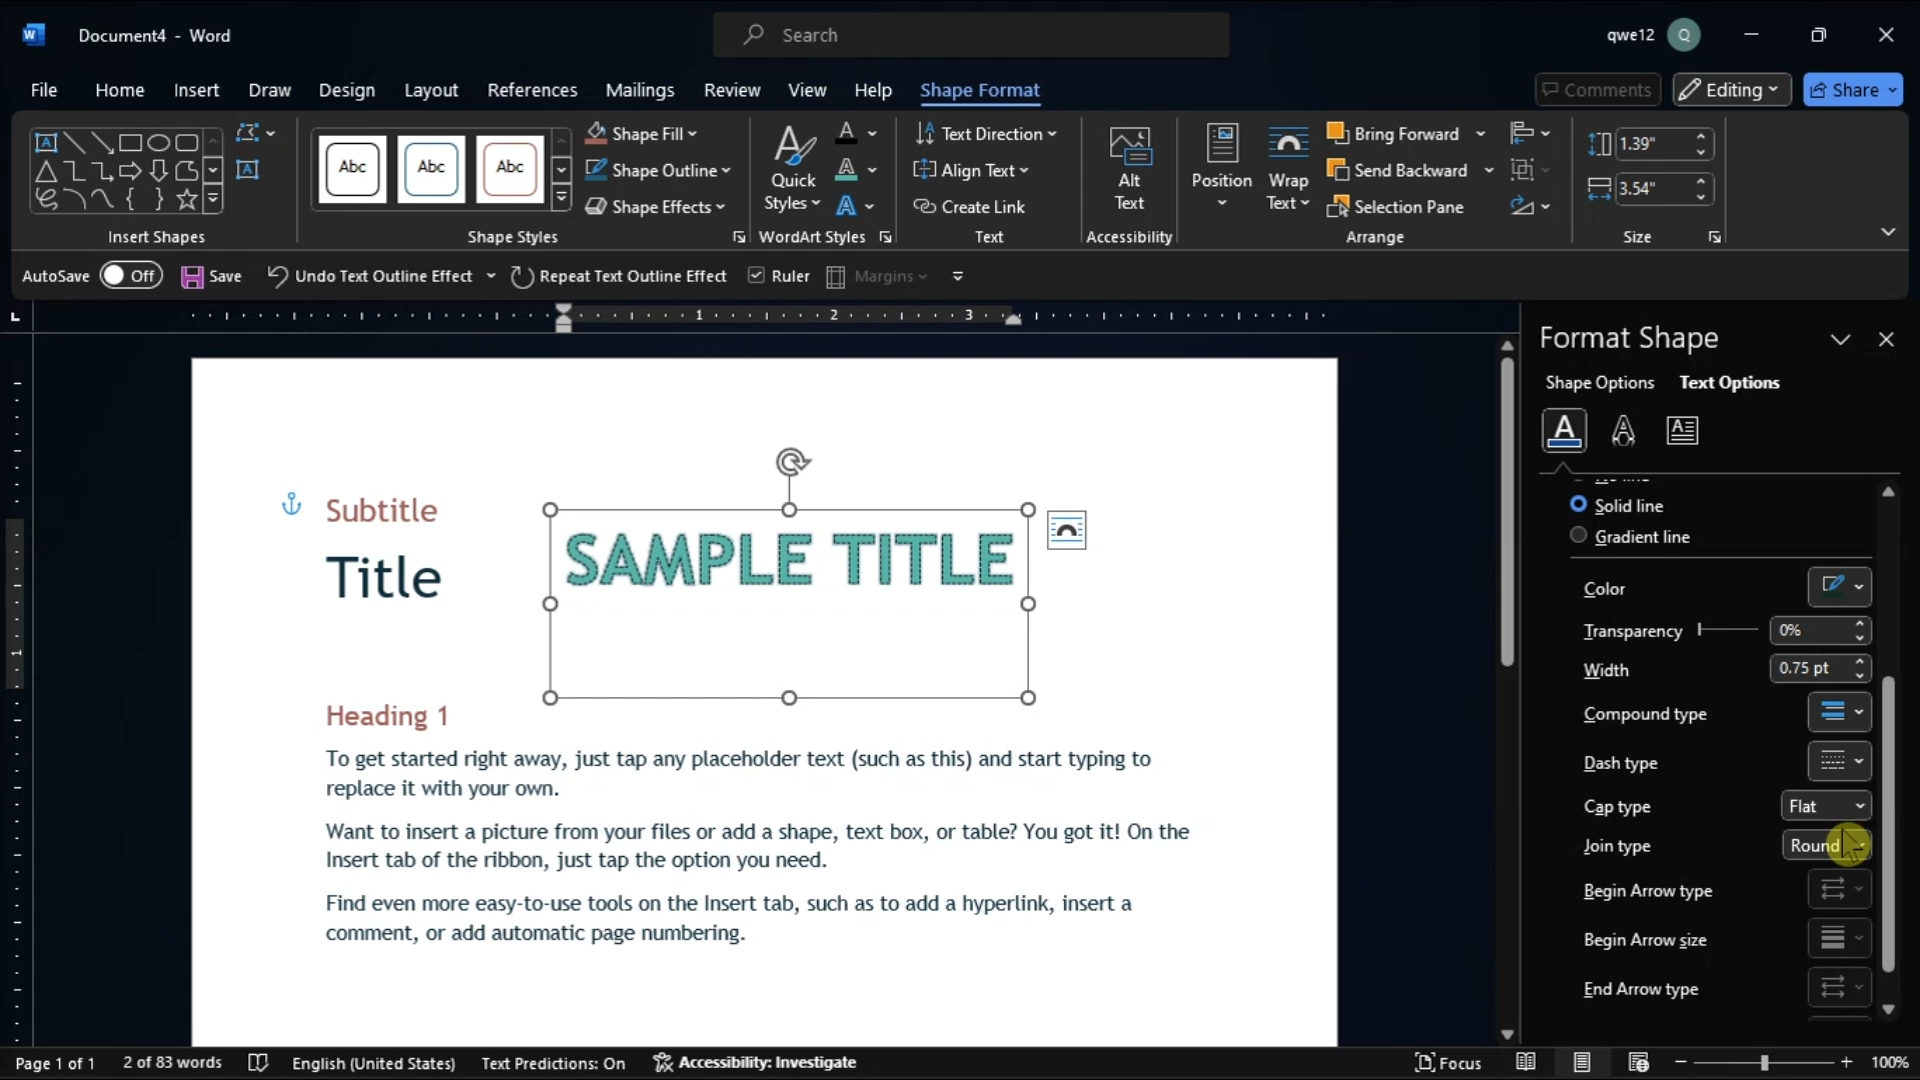 Document4 - Word
Search
qwe12
Q
File Home Insert Draw Design Layout References Mailings Review View Help Shape Format
Comments
Editing
Share
Abc Abc Abc
Shape Fill
Shape Outline
Shape Effects
Quick
Styles
Text Direction
Align Text
Create Link
Alt
Text
Position
Wrap
Text
Bring Forward
Send Backward
Selection Pane
1.39"
3.54"
Insert Shapes
Shape Styles
WordArt Styles
Text
Accessibility
Arrange
Size
AutoSave Off Save Undo Text Outline Effect Repeat Text Outline Effect Ruler Margins
1 2 3
1
Subtitle
Title
SAMPLE TITLE
Heading 1
To get started right away, just tap any placeholder text (such as this) and start typing to
replace it with your own.
Want to insert a picture from your files or add a shape, text box, or table? You got it! On the
Insert tab of the ribbon, just tap the option you need.
Find even more easy-to-use tools on the Insert tab, such as to add a hyperlink, insert a
comment, or add automatic page numbering.
Format Shape
Shape Options Text Options
Solid line
Gradient line
Color
Transparency 0%
Width 0.75 pt
Compound type
Dash type
Cap type Flat
Join type Round
Begin Arrow type
Begin Arrow size
End Arrow type
Page 1 of 1 2 of 83 words English (United States) Text Predictions: On Accessibility: Investigate
Focus
100%